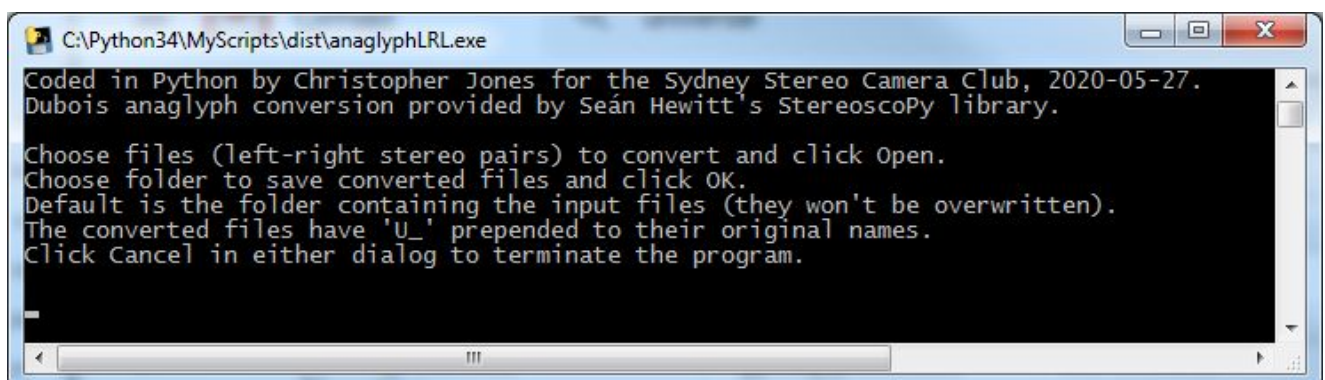 C:\Python34\MyScripts\dist\anaglyphLRL.exe
Coded in Python by Christopher Jones for the Sydney Stereo Camera Club, 2020-05-27.
Dubois anaglyph conversion provided by Seán Hewitt's StereoscoPy library.
Choose files (left-right stereo pairs) to convert and click Open.
Choose folder to save converted files and click OK.
Default is the folder containing the input files (they won't be overwritten).
The converted files have 'U_' prepended to their original names.
Click Cancel in either dialog to terminate the program.